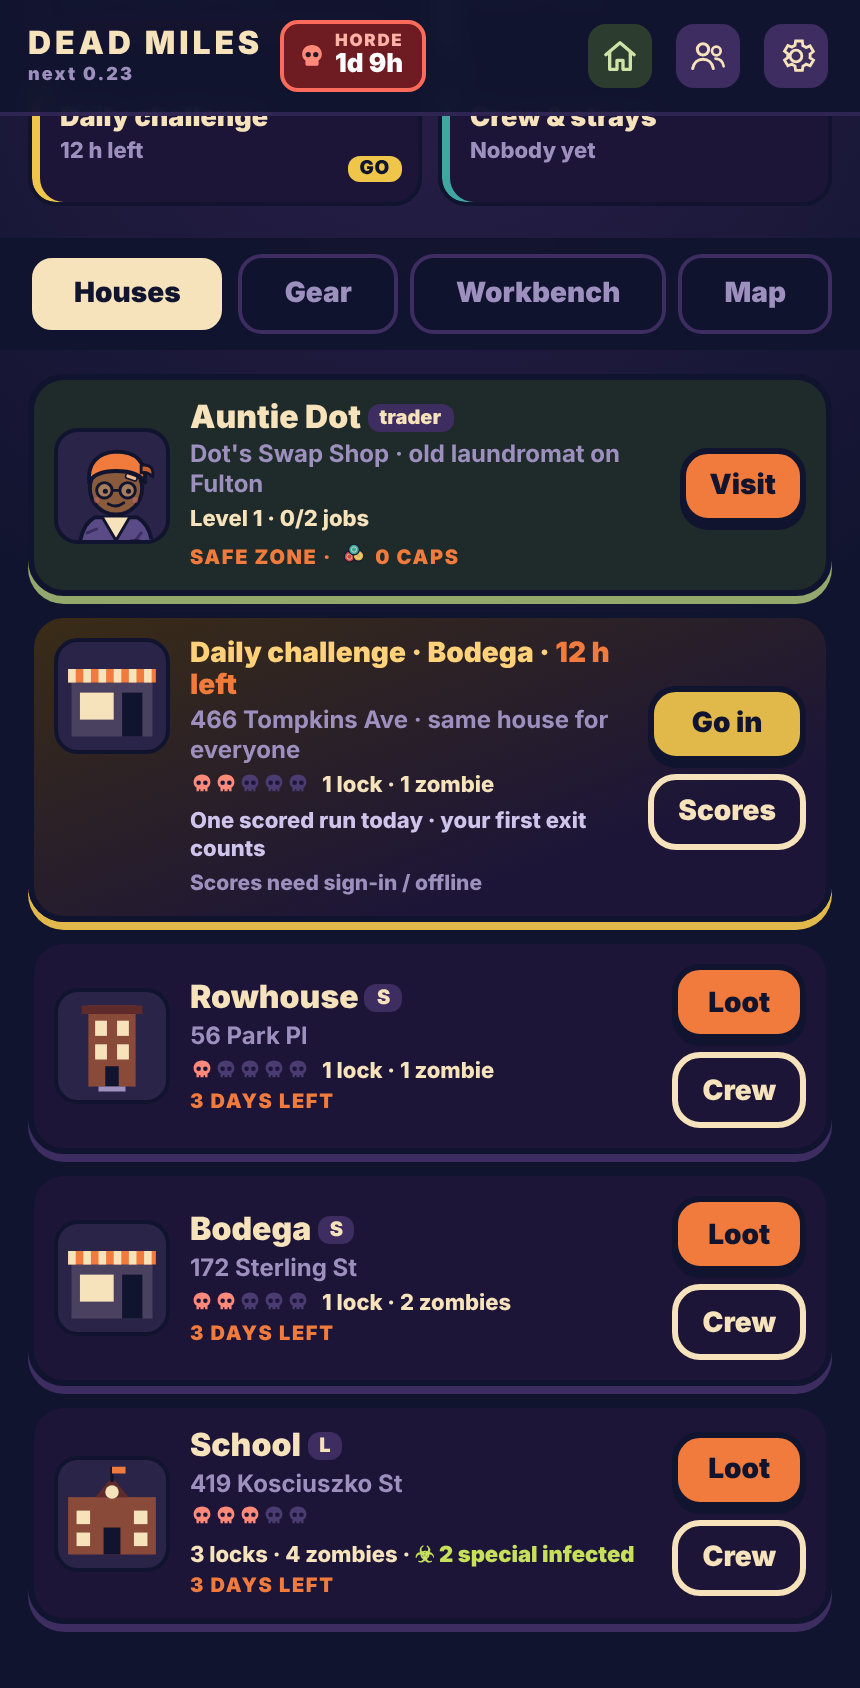 DEAD MILES
next 0.23
HORDE
1d 9h
Daily challenge
12 h left
GO
Crew & strays
Nobody yet
Houses
Gear
Workbench
Map
Auntie Dot trader
Dot's Swap Shop · old laundromat on
Fulton
Level 1 · 0/2 jobs
SAFE ZONE · 0 CAPS
Visit
Daily challenge · Bodega · 12 h
left
466 Tompkins Ave · same house for
everyone
1 lock · 1 zombie
One scored run today · your first exit
counts
Scores need sign-in / offline
Go in
Scores
Rowhouse S
56 Park Pl
1 lock · 1 zombie
3 DAYS LEFT
Loot
Crew
Bodega S
172 Sterling St
1 lock · 2 zombies
3 DAYS LEFT
Loot
Crew
School L
419 Kosciuszko St
3 locks · 4 zombies · ☣ 2 special infected
3 DAYS LEFT
Loot
Crew